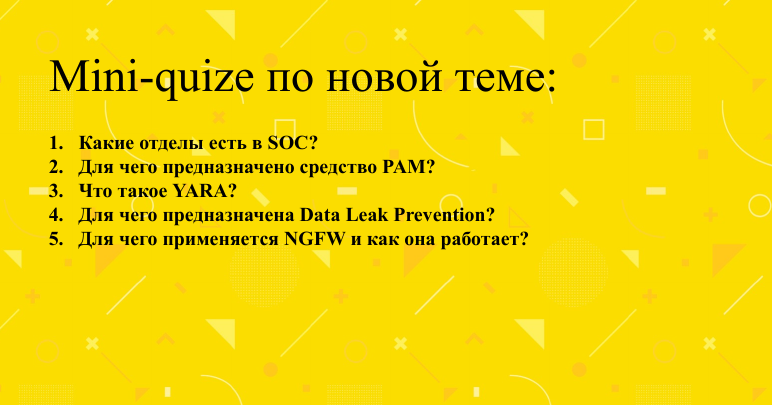 Mini-quize по новой теме:
1. Какие отделы есть в SOC?
2. Для чего предназначено средство PAM?
3. Что такое YARA?
4. Для чего предназначена Data Leak Prevention?
5. Для чего применяется NGFW и как она работает?